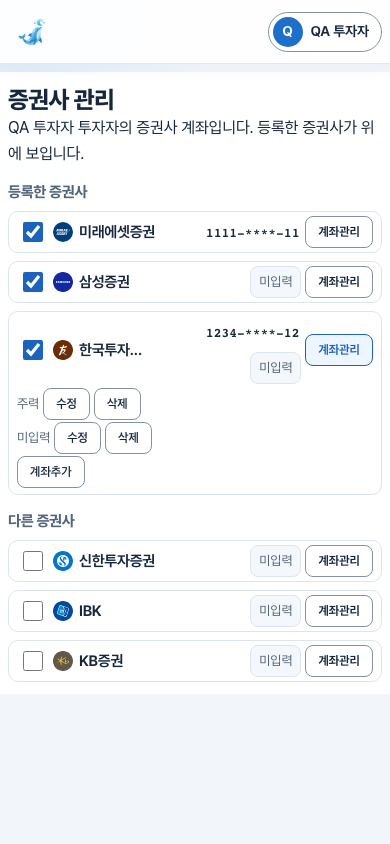 Q QA 투자자
증권사 관리
QA 투자자 투자자의 증권사 계좌입니다. 등록한 증권사가 위
에 보입니다.
등록한 증권사
미래에셋증권 1111-****-11 계좌관리
삼성증권 미입력 계좌관리
한국투자... 1234-****-12 미입력 계좌관리
주력 수정 삭제
미입력 수정 삭제
계좌추가
다른 증권사
신한투자증권 미입력 계좌관리
IBK 미입력 계좌관리
KB증권 미입력 계좌관리